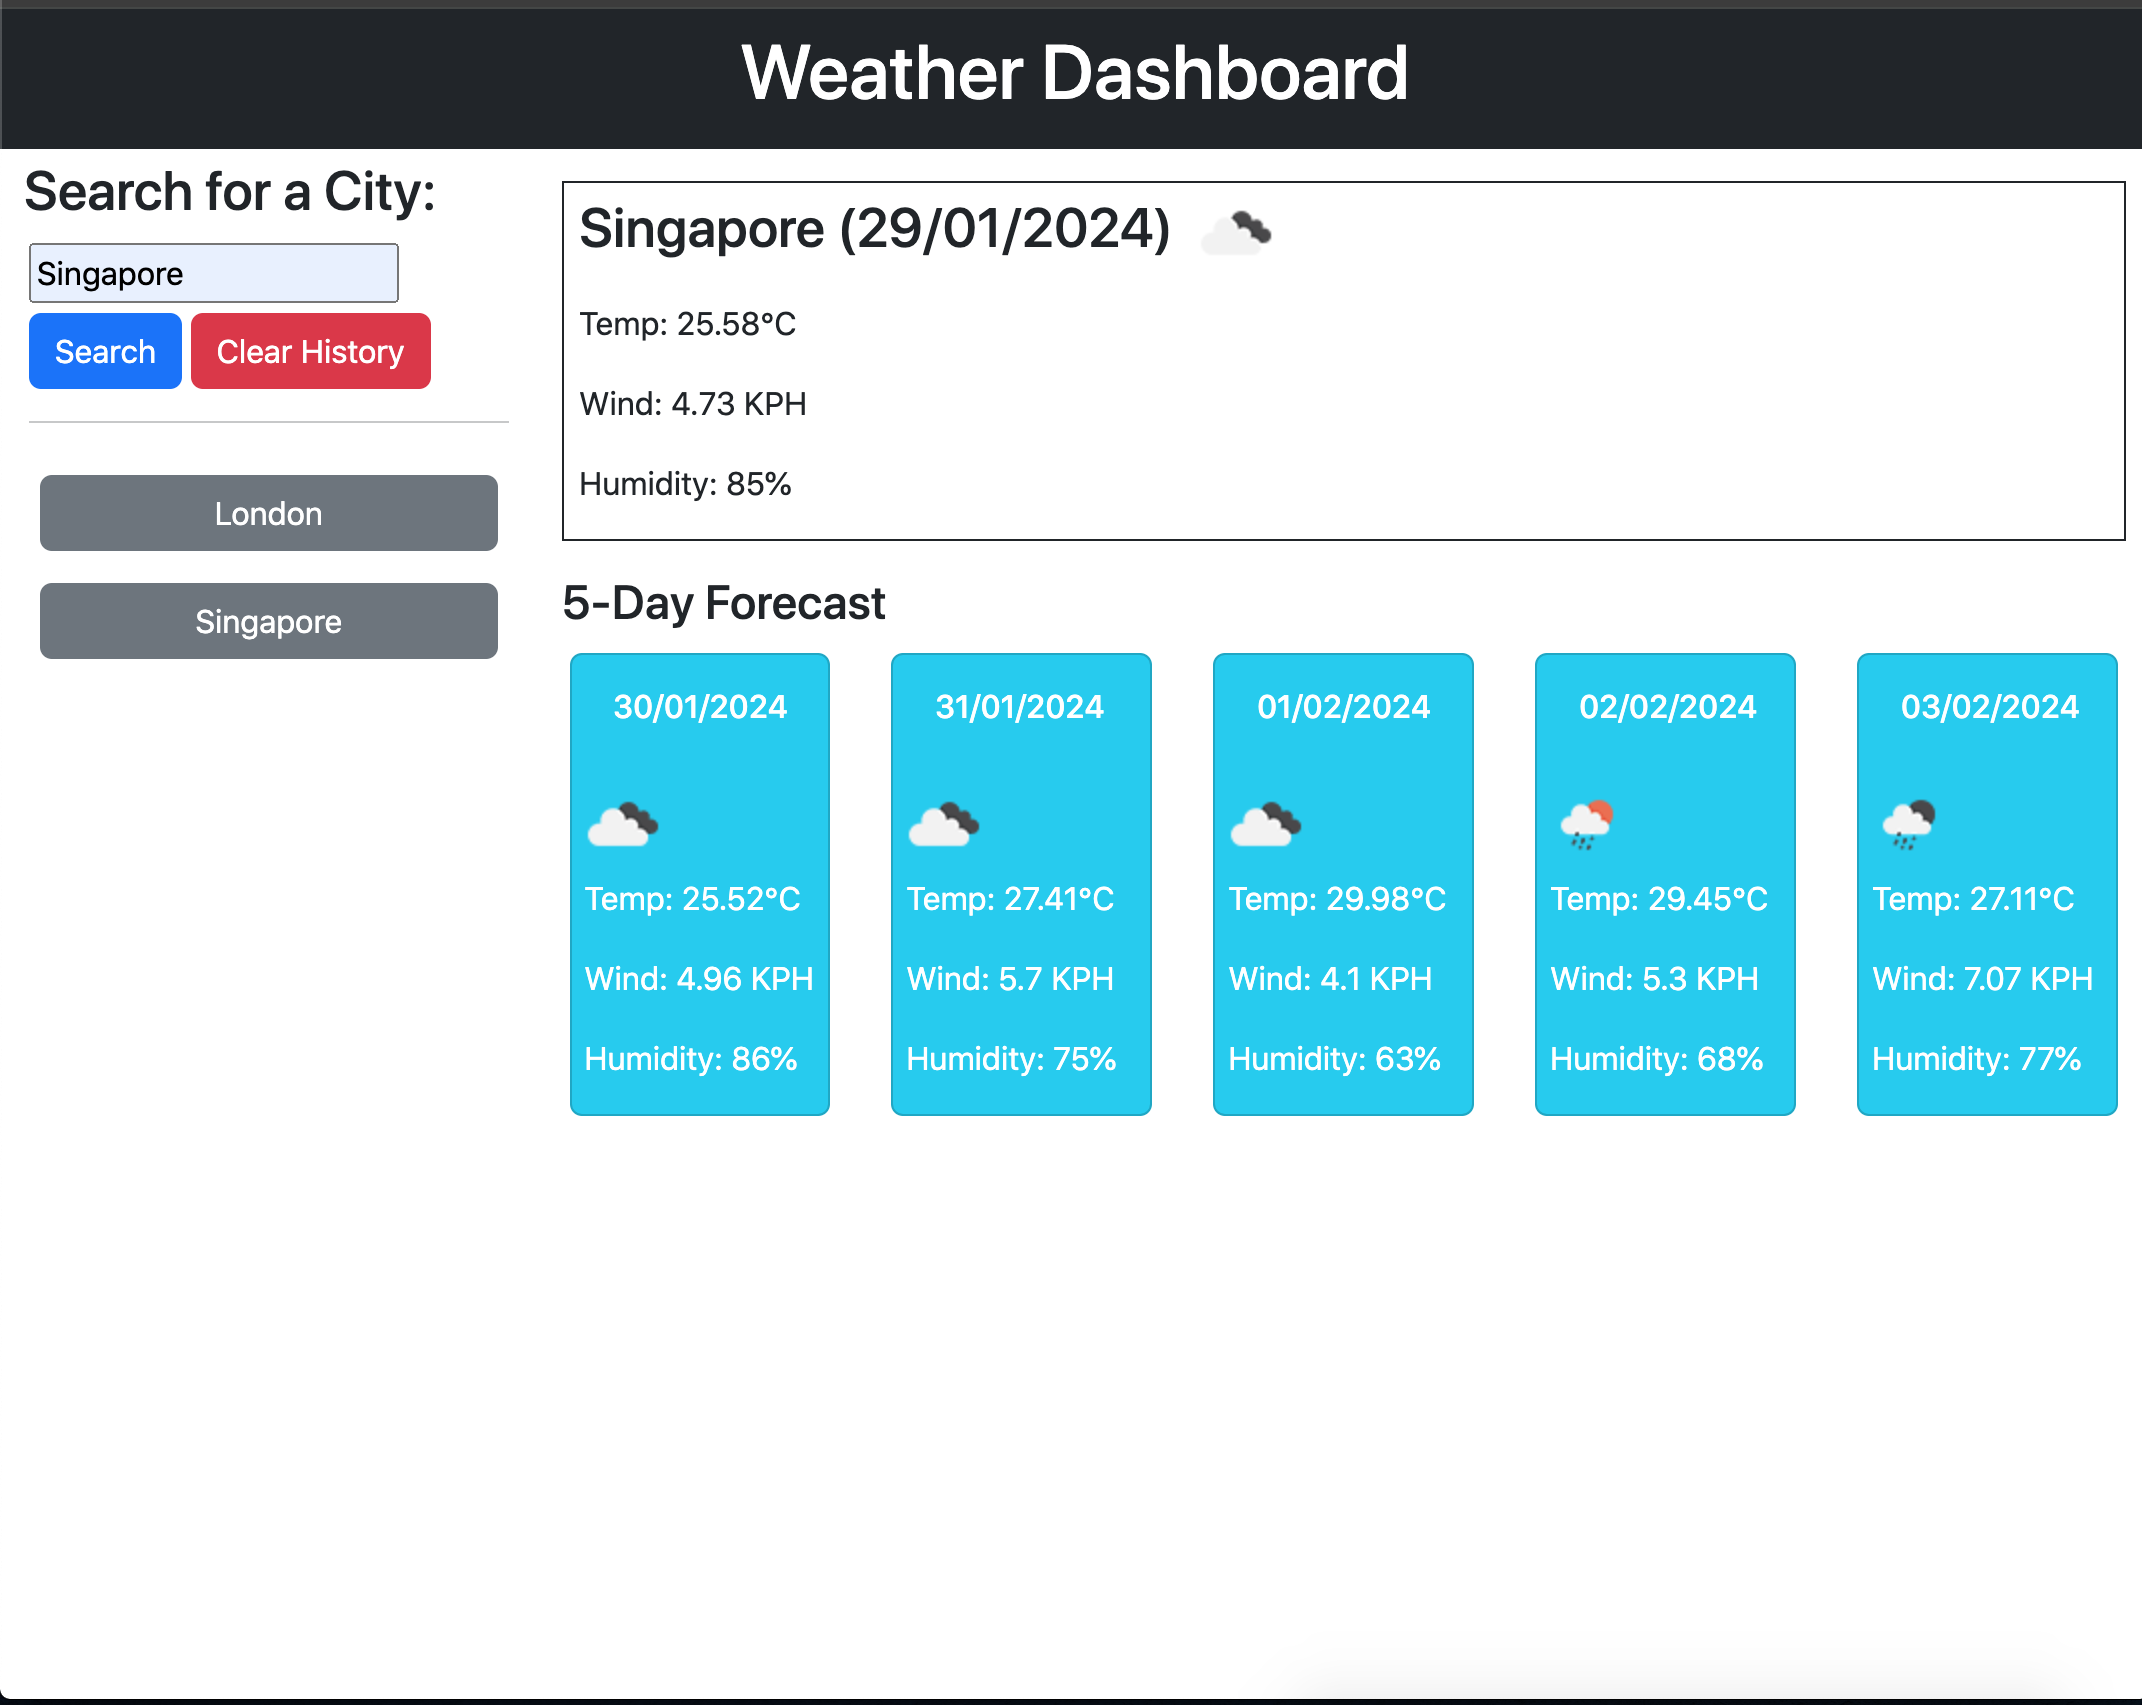 Weather Dashboard
Search for a City:
Singapore
Search
Clear History
London
Singapore
Singapore (29/01/2024)
Temp: 25.58°C
Wind: 4.73 KPH
Humidity: 85%
5-Day Forecast
30/01/2024
Temp: 25.52°C
Wind: 4.96 KPH
Humidity: 86%
31/01/2024
Temp: 27.41°C
Wind: 5.7 KPH
Humidity: 75%
01/02/2024
Temp: 29.98°C
Wind: 4.1 KPH
Humidity: 63%
02/02/2024
Temp: 29.45°C
Wind: 5.3 KPH
Humidity: 68%
03/02/2024
Temp: 27.11°C
Wind: 7.07 KPH
Humidity: 77%